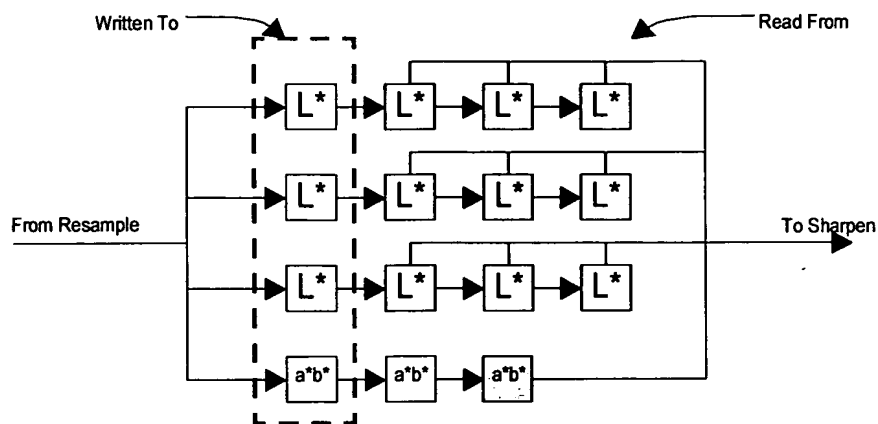 Written To
Read From
L* L* L* L*
L* L* L* L*
From Resample
To Sharpen
L* L* L* L*
a*b* a*b* a*b*